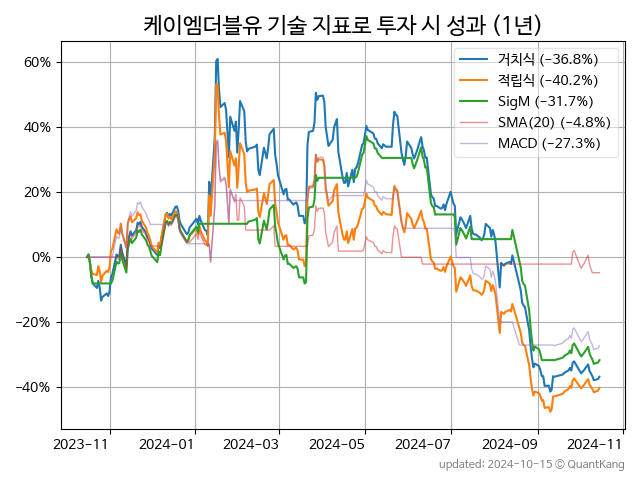 케이엠더블유 기술 지표로 투자 시 성과 (1년)
거치식 (−36.8%)
적립식 (−40.2%)
SigM (−31.7%)
SMA(20) (−4.8%)
MACD (−27.3%)
60%
40%
20%
0%
−20%
−40%
2023-11 2024-01 2024-03 2024-05 2024-07 2024-09 2024-11
updated: 2024-10-15 © QuantKang